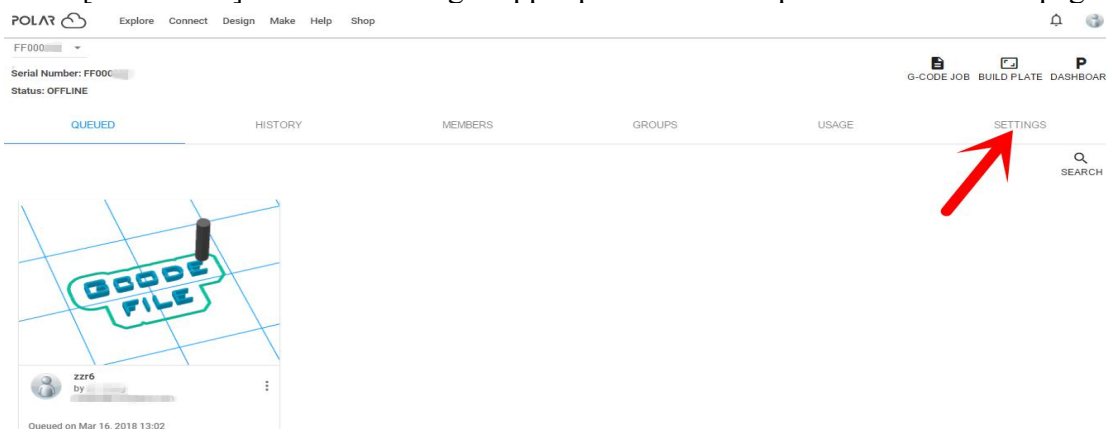 POLAR Explore Connect Design Make Help Shop
FF000
Serial Number: FF000
Status: OFFLINE
G-CODE JOB BUILD PLATE DASHBOAR
QUEUED HISTORY MEMBERS GROUPS USAGE SETTINGS
SEARCH
GCODE
FILE
zzr6
by
Queued on Mar 16, 2018 13:02